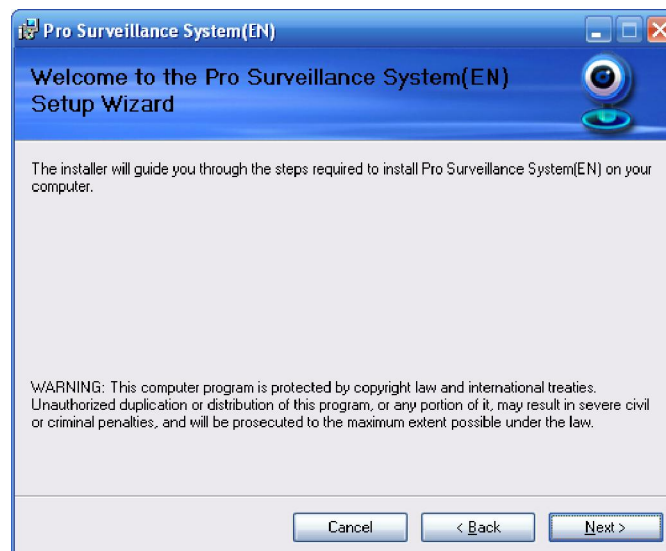 Pro Surveillance System(EN)
Welcome to the Pro Surveillance System(EN)
Setup Wizard
The installer will guide you through the steps required to install Pro Surveillance System(EN) on your
computer.
WARNING: This computer program is protected by copyright law and international treaties.
Unauthorized duplication or distribution of this program, or any portion of it, may result in severe civil
or criminal penalties, and will be prosecuted to the maximum extent possible under the law.
Cancel
< Back
Next >